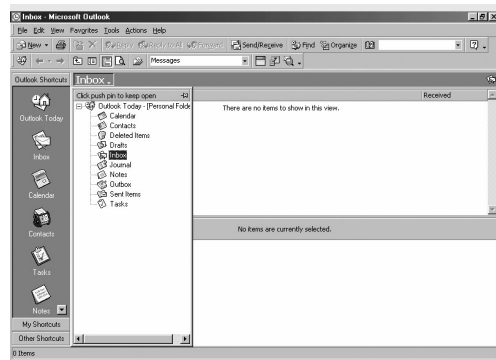 Inbox - Microsoft Outlook
File Edit View Favorites Tools Actions Help
New Reply Reply to All Forward Send/Receive Find Organize
Messages
Outlook Shortcuts Inbox
Click push pin to keep open Received
Outlook Today - [Personal Folde
There are no items to show in this view.
Calendar
Contacts
Deleted Items
Drafts
Inbox
Journal
Notes
Outbox
Sent Items
Tasks
Outlook Today
Inbox
Calendar
Contacts
Tasks
Notes
No items are currently selected.
My Shortcuts
Other Shortcuts
0 Items